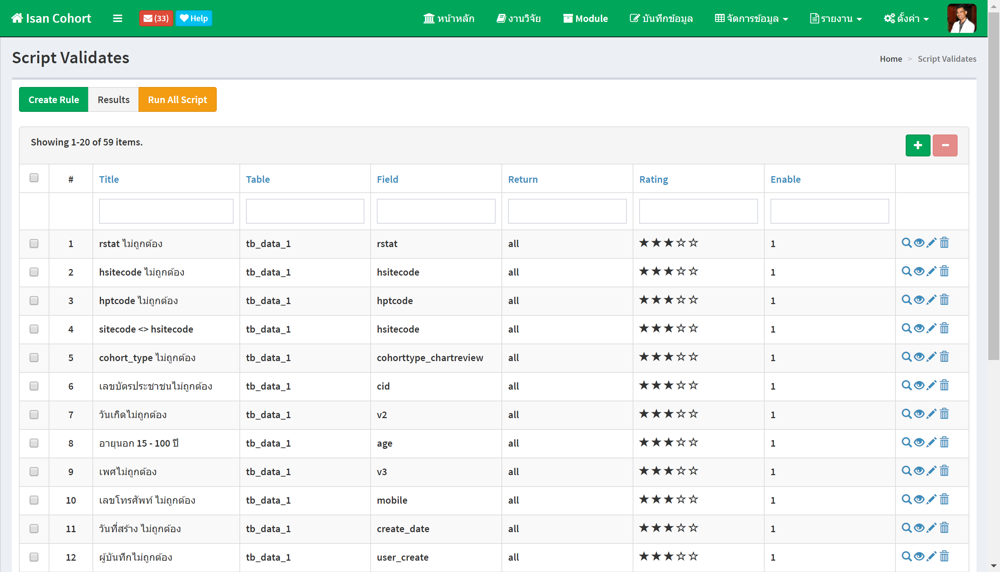 Isan Cohort (33) Help หน้าหลัก งานวิจัย Module บันทึกข้อมูล จัดการข้อมูล รายงาน ตั้งค่า
Script Validates
Home > Script Validates
Create Rule Results Run All Script
Showing 1-20 of 59 items.
# Title Table Field Return Rating Enable
1 rstat ไม่ถูกต้อง tb_data_1 rstat all ★★★☆☆ 1
2 hsitecode ไม่ถูกต้อง tb_data_1 hsitecode all ★★★☆☆ 1
3 hptcode ไม่ถูกต้อง tb_data_1 hptcode all ★★★☆☆ 1
4 sitecode <> hsitecode tb_data_1 hsitecode all ★★★☆☆ 1
5 cohort_type ไม่ถูกต้อง tb_data_1 cohorttype_chartreview all ★★★☆☆ 1
6 เลขบัตรประชาชนไม่ถูกต้อง tb_data_1 cid all ★★★☆☆ 1
7 วันเกิดไม่ถูกต้อง tb_data_1 v2 all ★★★☆☆ 1
8 อายุนอก 15 - 100 ปี tb_data_1 age all ★★★☆☆ 1
9 เพศไม่ถูกต้อง tb_data_1 v3 all ★★★☆☆ 1
10 เลขโทรศัพท์ ไม่ถูกต้อง tb_data_1 mobile all ★★★☆☆ 1
11 วันที่สร้าง ไม่ถูกต้อง tb_data_1 create_date all ★★★☆☆ 1
12 ผู้บันทึกไม่ถูกต้อง tb_data_1 user_create all ★★★☆☆ 1